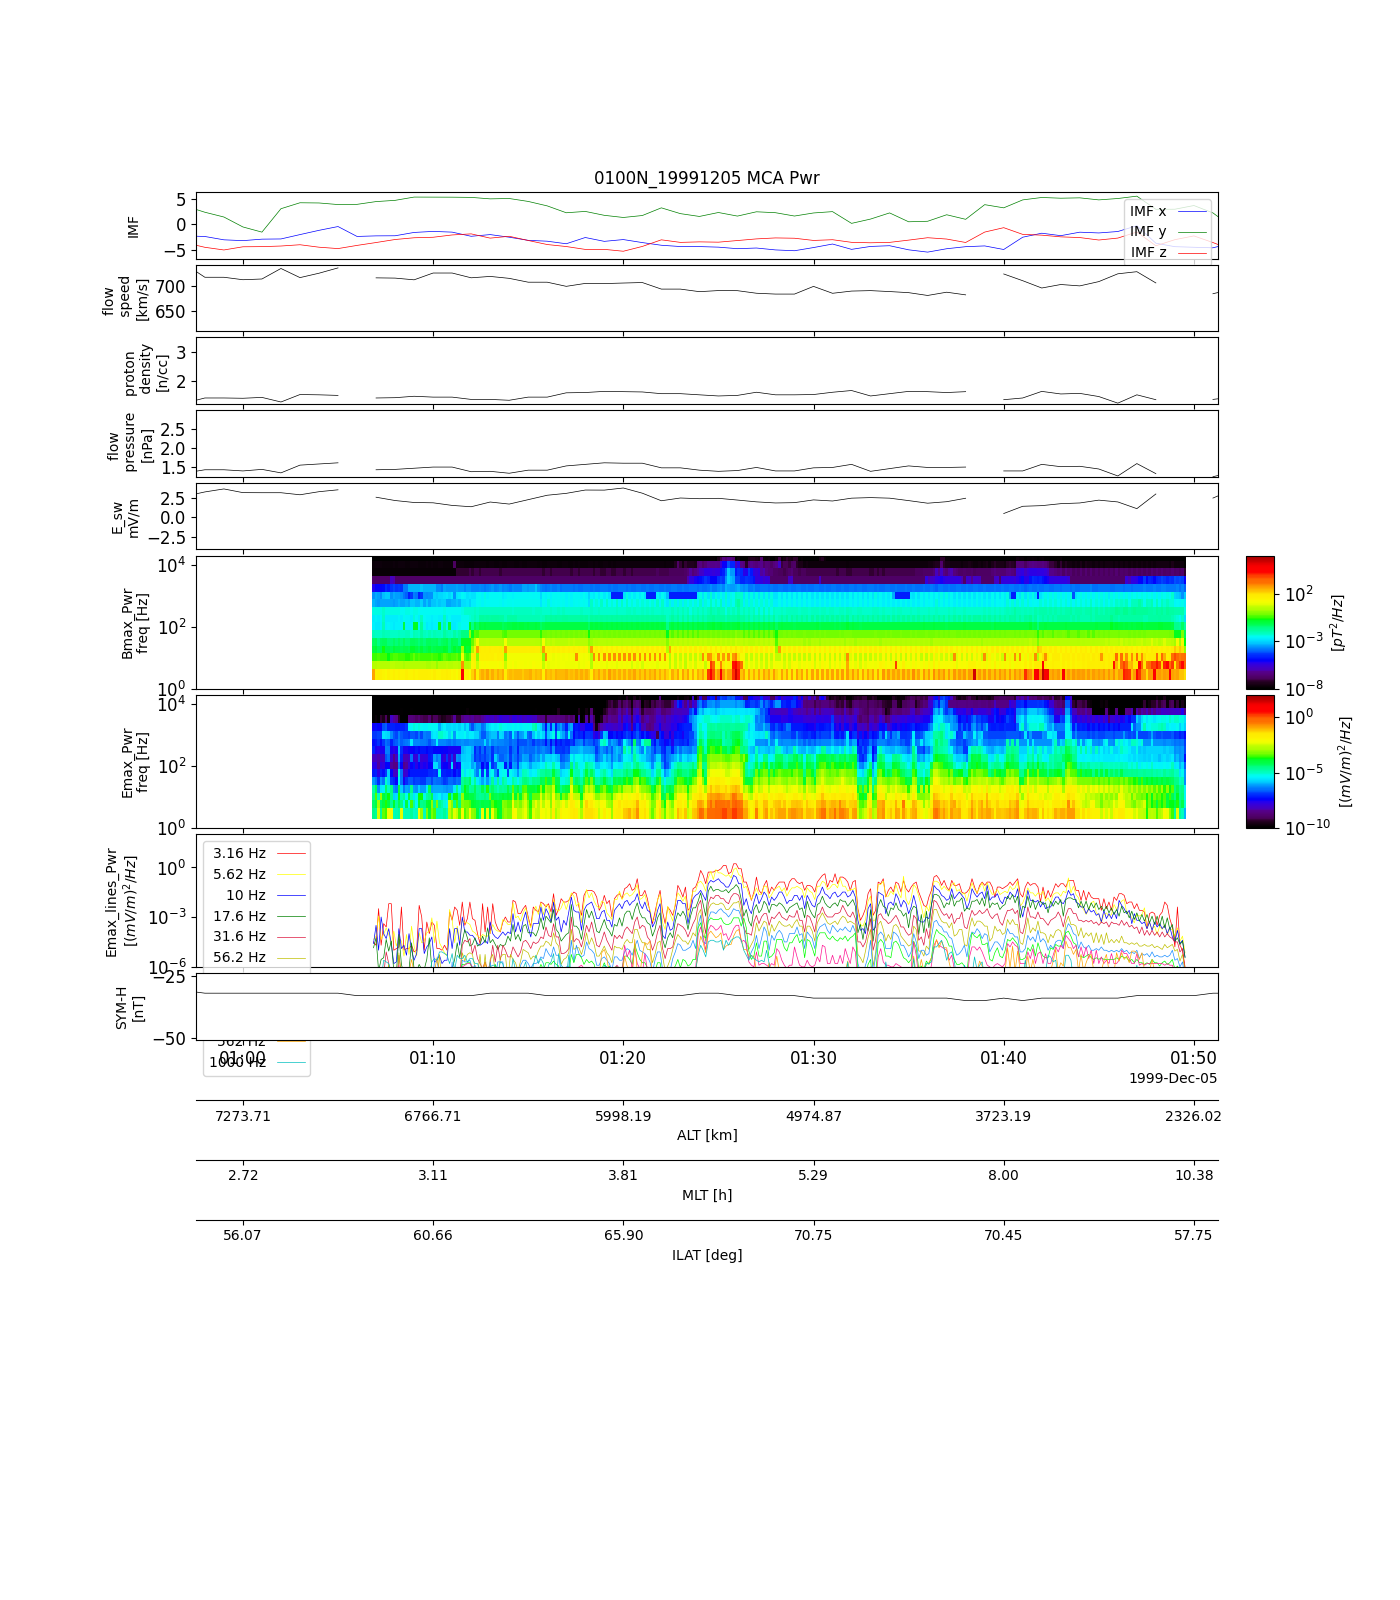 0100N_19991205 MCA Pwr
5
0
−5
IMF
IMF x
IMF y
IMF z
700
650
flow
speed
[km/s]
3
2
proton
density
[n/cc]
2.5
2.0
1.5
flow
pressure
[nPa]
2.5
0.0
−2.5
E_sw
mV/m
10^4
10^2
10^0
Bmax_Pwr
freq [Hz]
10^2
10^−3
10^−8
[pT^2/Hz]
10^4
10^2
10^0
Emax_Pwr
freq [Hz]
10^0
10^−5
10^−10
[(mV/m)^2/Hz]
10^0
10^−3
10^−6
Emax_lines_Pwr
[(mV/m)^2/Hz]
3.16 Hz
5.62 Hz
10 Hz
17.6 Hz
31.6 Hz
56.2 Hz
562 Hz
1000 Hz
−25
−50
SYM-H
[nT]
01:00 01:10 01:20 01:30 01:40 01:50
1999-Dec-05
7273.71 6766.71 5998.19 4974.87 3723.19 2326.02
ALT [km]
2.72 3.11 3.81 5.29 8.00 10.38
MLT [h]
56.07 60.66 65.90 70.75 70.45 57.75
ILAT [deg]